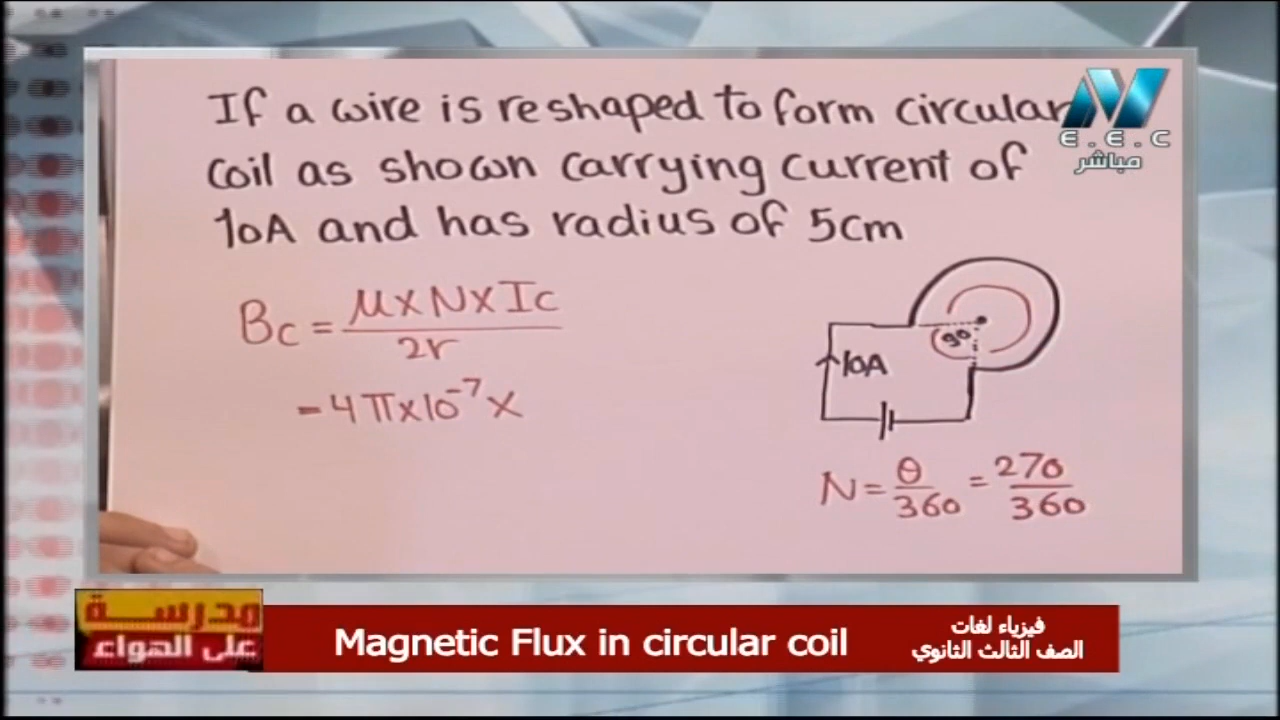 If a wire is reshaped to form circular
coil as shown carrying current of
10A and has radius of 5cm
Bc = μ x N x Ic / 2r
= 4π x 10⁻⁷ x
90
10A
N = θ / 360 = 270 / 360
E.E.C
مباشر
مدرسة
على الهواء
Magnetic Flux in circular coil
فيزياء لغات
الصف الثالث الثانوي